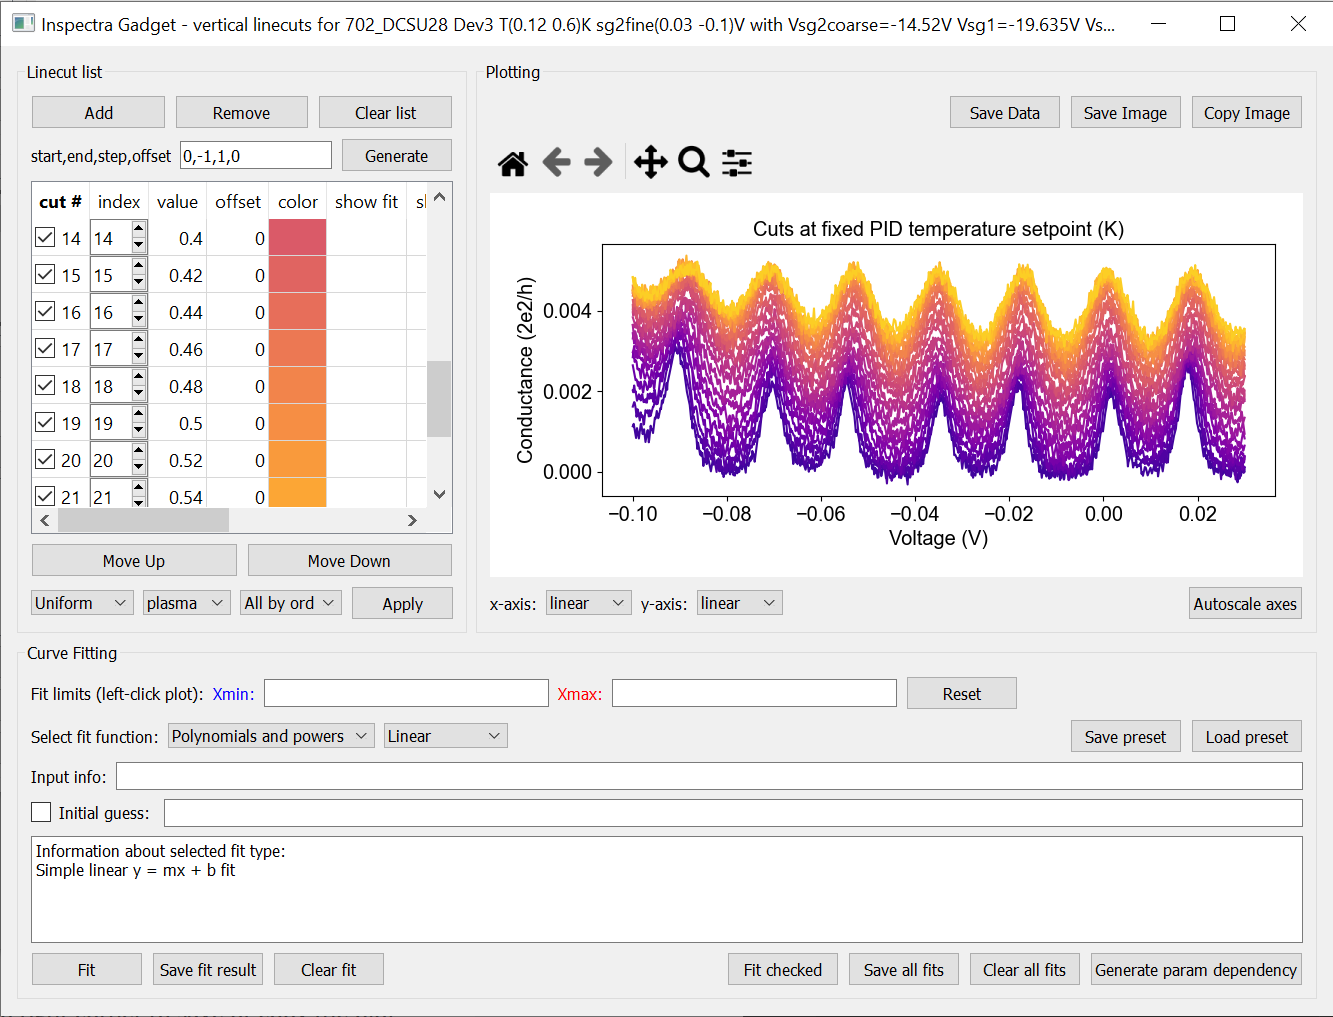 Inspectra Gadget - vertical linecuts for 702_DCSU28 Dev3 T(0.12 0.6)K sg2fine(0.03 -0.1)V with Vsg2coarse=-14.52V Vsg1=-19.635V Vs...
Linecut list
Add Remove Clear list
start,end,step,offset 0,-1,1,0 Generate
cut # index value offset color show fit sl
14 14 0.4 0
15 15 0.42 0
16 16 0.44 0
17 17 0.46 0
18 18 0.48 0
19 19 0.5 0
20 20 0.52 0
21 21 0.54 0
Move Up Move Down
Uniform plasma All by ord Apply
Plotting
Save Data Save Image Copy Image
Cuts at fixed PID temperature setpoint (K)
Conductance (2e2/h)
0.004
0.002
0.000
−0.10 −0.08 −0.06 −0.04 −0.02 0.00 0.02
Voltage (V)
x-axis: linear y-axis: linear Autoscale axes
Curve Fitting
Fit limits (left-click plot): Xmin: Xmax: Reset
Select fit function: Polynomials and powers Linear Save preset Load preset
Input info:
Initial guess:
Information about selected fit type:
Simple linear y = mx + b fit
Fit Save fit result Clear fit Fit checked Save all fits Clear all fits Generate param dependency